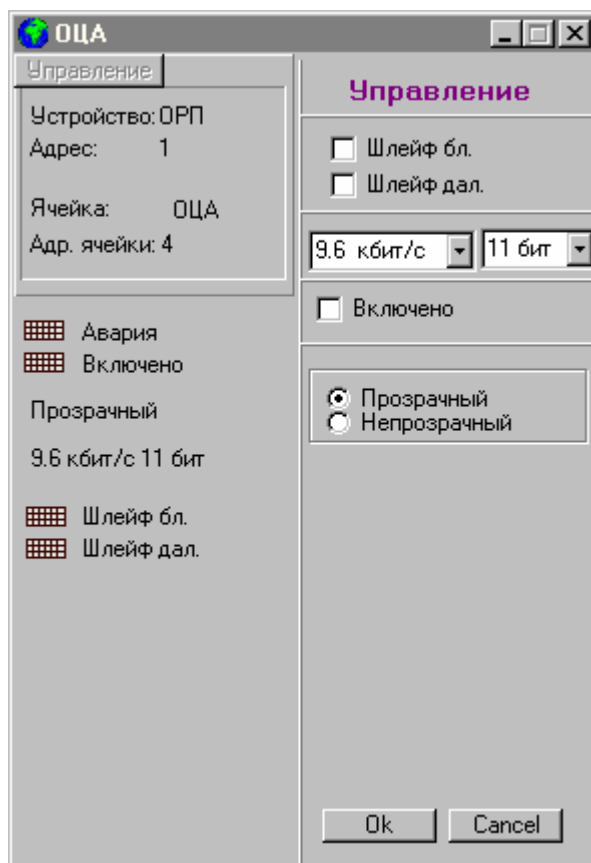 ОЦА
Управление
Устройство: ОРП
Адрес: 1
Ячейка: ОЦА
Адр. ячейки: 4
Авария
Включено
Прозрачный
9.6 кбит/с 11 бит
Шлейф бл.
Шлейф дал.
Управление
Шлейф бл.
Шлейф дал.
9.6 кбит/с 11 бит
Включено
Прозрачный
Непрозрачный
Ok Cancel